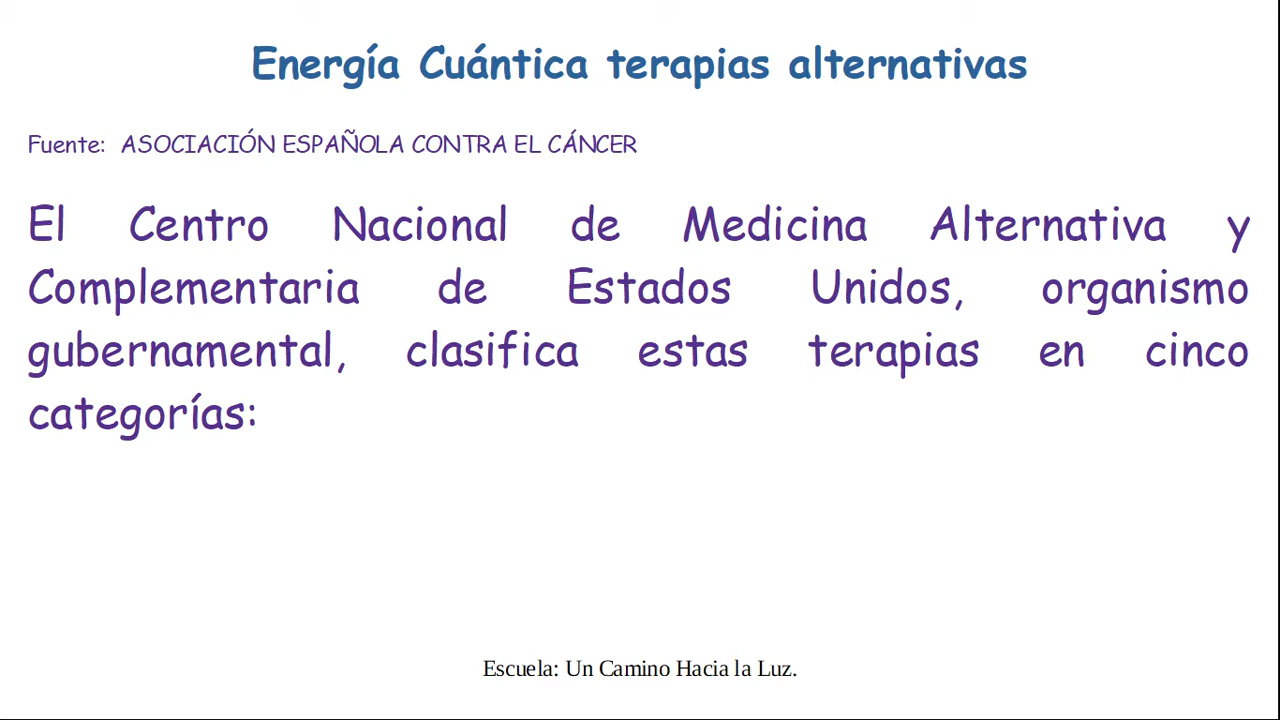 Energía Cuántica terapias alternativas
Fuente: ASOCIACIÓN ESPAÑOLA CONTRA EL CÁNCER
El Centro Nacional de Medicina Alternativa y
Complementaria de Estados Unidos, organismo
gubernamental, clasifica estas terapias en cinco
categorías:
Escuela: Un Camino Hacia la Luz.